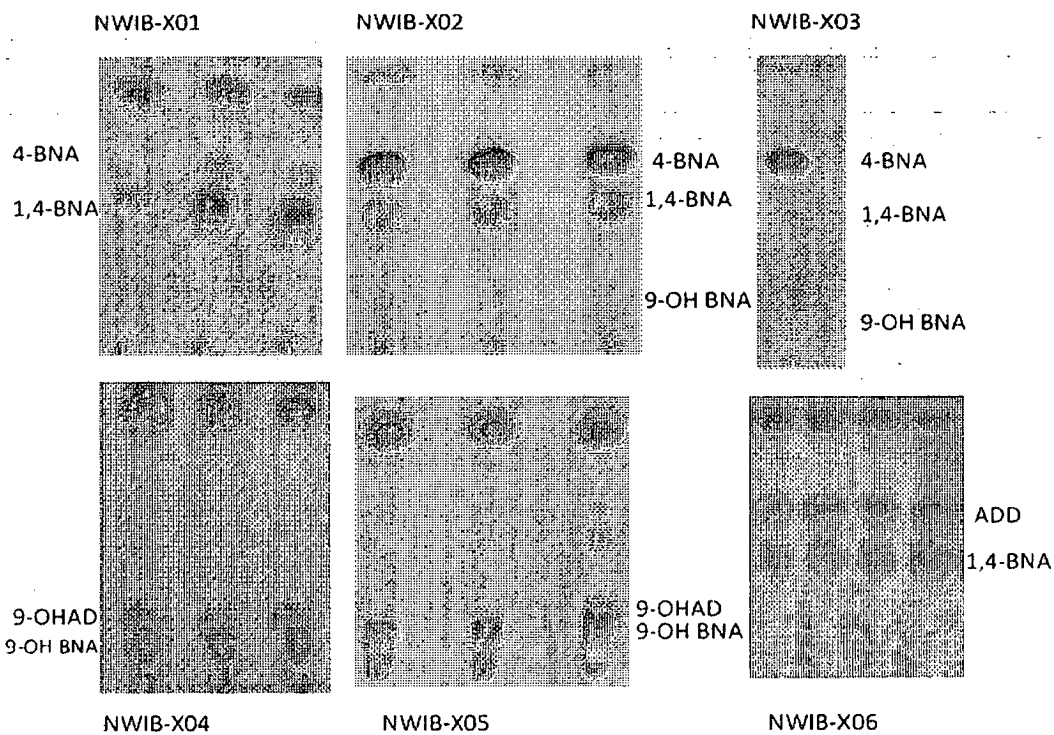 NWIB-X01
NWIB-X02
NWIB-X03
4-BNA
1,4-BNA
4-BNA
1,4-BNA
9-OH BNA
4-BNA
1,4-BNA
9-OH BNA
9-OHAD
9-OH BNA
9-OHAD
9-OH BNA
ADD
1,4-BNA
NWIB-X04
NWIB-X05
NWIB-X06